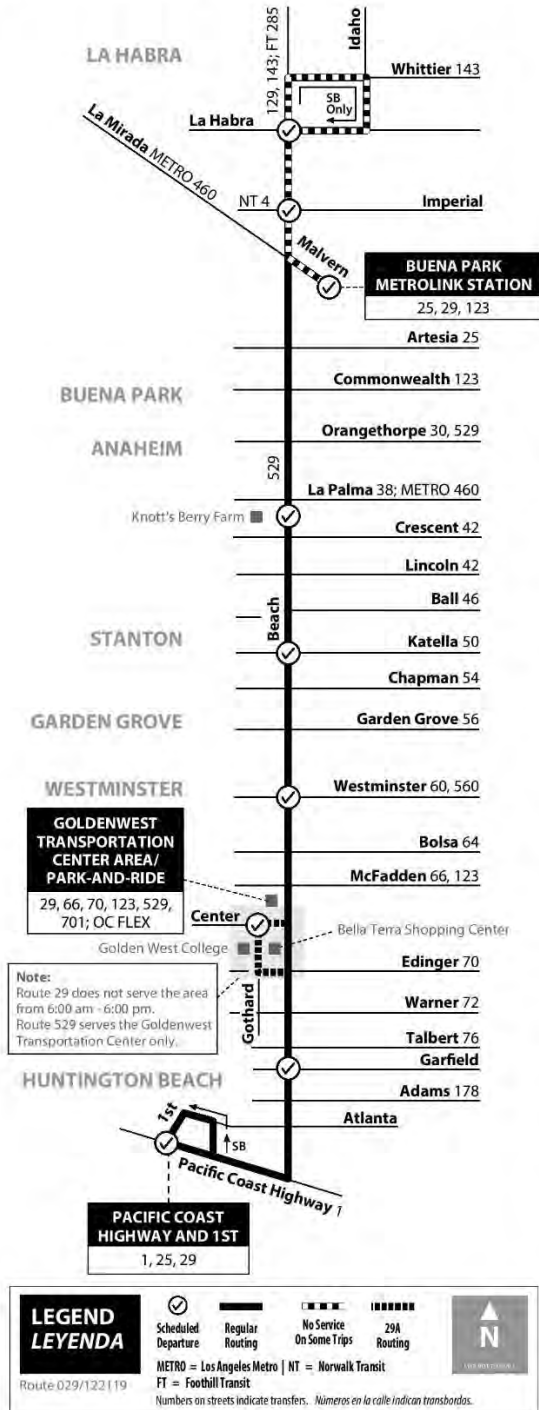 LA HABRA
129, 143; FT 285
Idaho
Whittier 143
SB
Only
La Habra
La Mirada METRO 460
NT 4
Imperial
Malvern
BUENA PARK
METROLINK STATION
25, 29, 123
Artesia 25
Commonwealth 123
BUENA PARK
Orangethorpe 30, 529
ANAHEIM
529
La Palma 38; METRO 460
Knott's Berry Farm
Crescent 42
Lincoln 42
Ball 46
Beach
STANTON
Katella 50
Chapman 54
GARDEN GROVE
Garden Grove 56
WESTMINSTER
Westminster 60, 560
GOLDENWEST
TRANSPORTATION
CENTER AREA/
PARK-AND-RIDE
29, 66, 70, 123, 529,
701; OC FLEX
Bolsa 64
McFadden 66, 123
Center
Bella Terra Shopping Center
Golden West College
Edinger 70
Note:
Route 29 does not serve the area
from 6:00 am - 6:00 pm.
Route 529 serves the Goldenwest
Transportation Center only.
Gothard
Warner 72
Talbert 76
Garfield
HUNTINGTON BEACH
Adams 178
Atlanta
1st
SB
Pacific Coast Highway 1
PACIFIC COAST
HIGHWAY AND 1ST
1, 25, 29
LEGEND
LEYENDA
Route 029/122119
Scheduled
Departure
Regular
Routing
No Service
On Some Trips
29A
Routing
METRO = Los Angeles Metro | NT = Norwalk Transit
FT = Foothill Transit
Numbers on streets indicate transfers. Números en la calle indican transbordos.
N